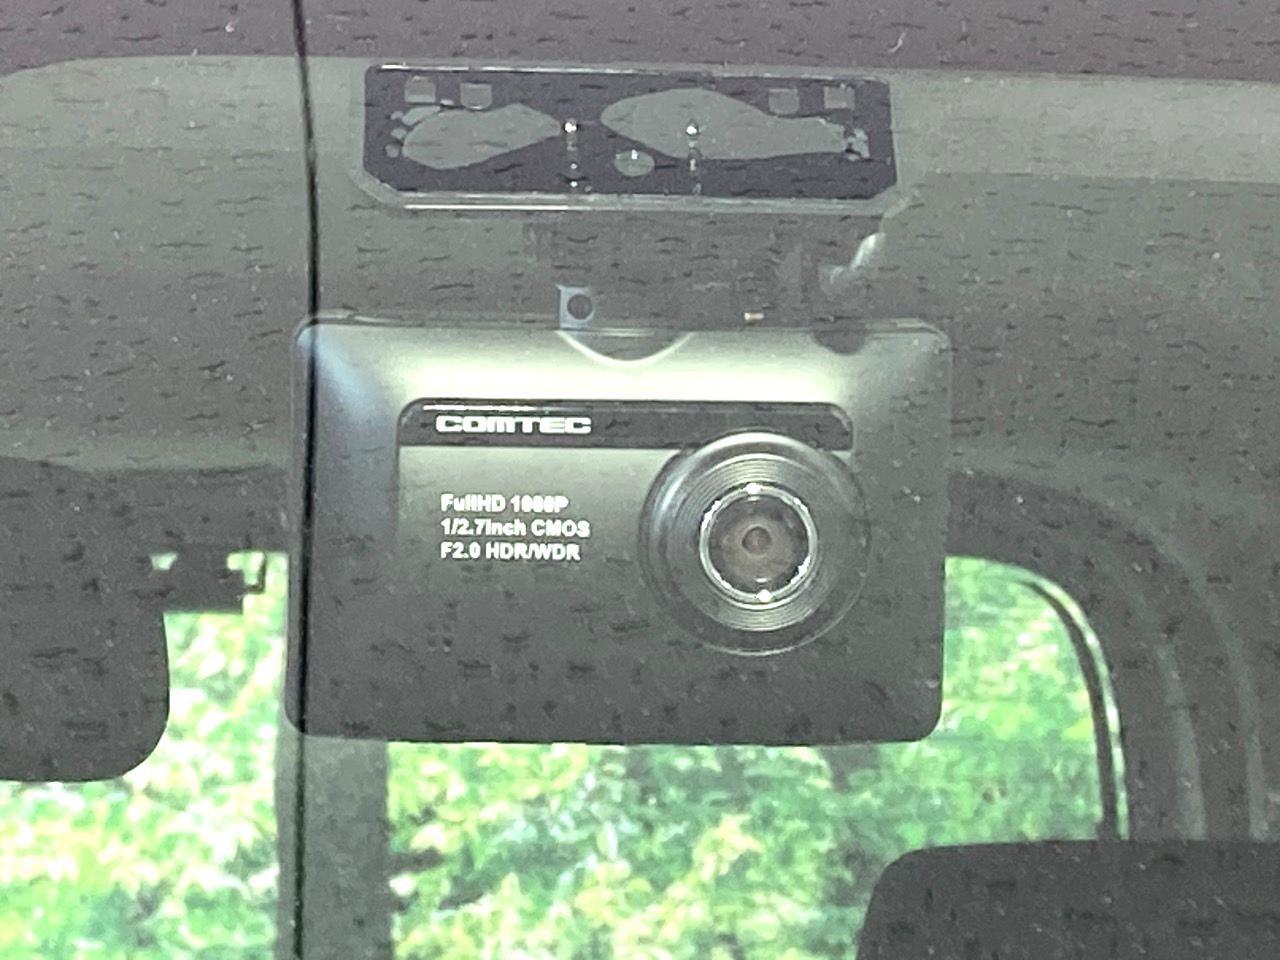 COMTEC
FullHD 1080P
1/2.7inch CMOS
F2.0 HDR/WDR